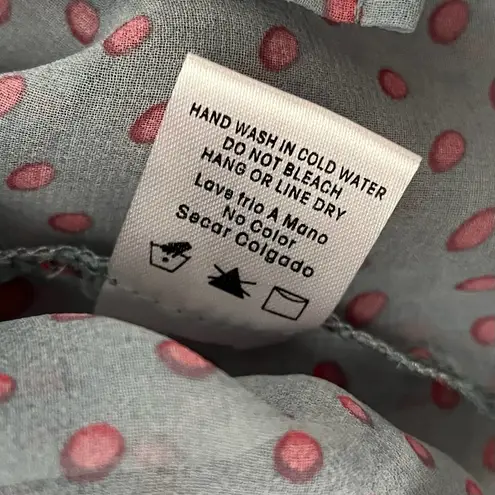 HAND WASH IN COLD WATER
DO NOT BLEACH
HANG OR LINE DRY
Lave frio A Mano
No Color
Secar Colgado